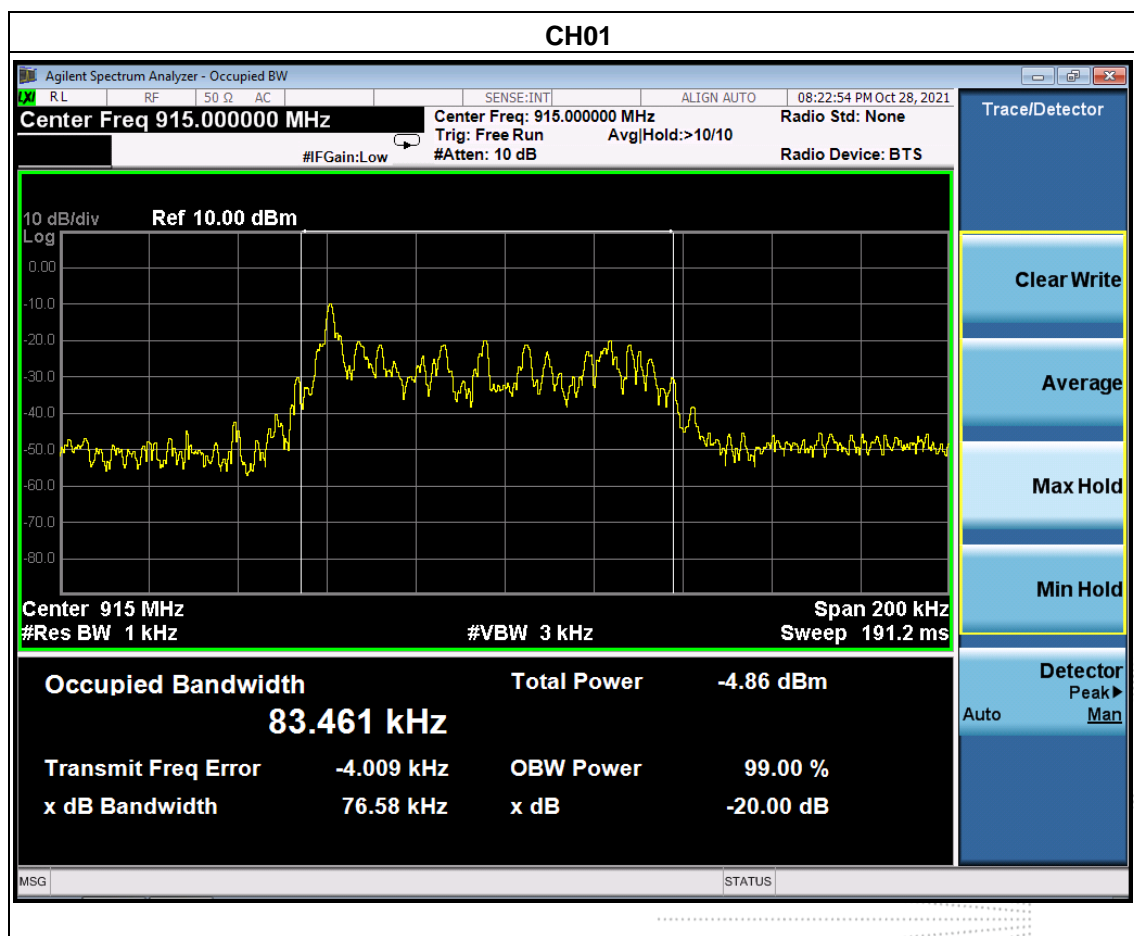 CH01
Agilent Spectrum Analyzer - Occupied BW
LXI RL RF 50 Ω AC SENSE:INT ALIGN AUTO 08:22:54 PM Oct 28, 2021
Center Freq 915.000000 MHz
Center Freq: 915.000000 MHz
Radio Std: None
Trig: Free Run
Avg|Hold:>10/10
#IFGain:Low
#Atten: 10 dB
Radio Device: BTS
Trace/Detector
10 dB/div
Ref 10.00 dBm
Log
0.00
-10.0
-20.0
-30.0
-40.0
-50.0
-60.0
-70.0
-80.0
Center 915 MHz
Span 200 kHz
#Res BW 1 kHz
#VBW 3 kHz
Sweep 191.2 ms
Clear Write
Average
Max Hold
Min Hold
Detector
Peak▶
Auto Man
Occupied Bandwidth
Total Power -4.86 dBm
83.461 kHz
Transmit Freq Error -4.009 kHz
OBW Power 99.00 %
x dB Bandwidth 76.58 kHz
x dB -20.00 dB
MSG
STATUS